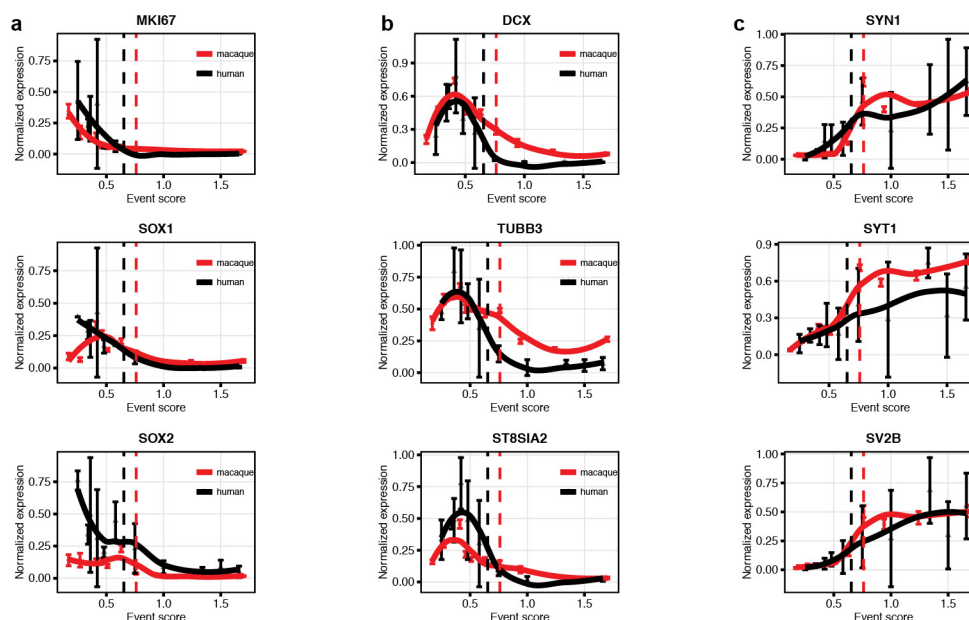 a
MKI67
Normalized expression
0.75
0.50
0.25
0.00
macaque
human
0.5 1.0 1.5
Event score
SOX1
Normalized expression
0.75
0.50
0.25
0.00
macaque
human
0.5 1.0 1.5
Event score
SOX2
Normalized expression
0.75
0.50
0.25
0.00
macaque
human
0.5 1.0 1.5
Event score
b
DCX
Normalized expression
0.9
0.6
0.3
0.0
macaque
human
0.5 1.0 1.5
Event score
TUBB3
Normalized expression
1.00
0.75
0.50
0.25
0.00
macaque
human
0.5 1.0 1.5
Event score
ST8SIA2
Normalized expression
1.00
0.75
0.50
0.25
0.00
macaque
human
0.5 1.0 1.5
Event score
c
SYN1
Normalized expression
1.00
0.75
0.50
0.25
0.00
0.5 1.0 1.5
Event score
SYT1
Normalized expression
0.9
0.6
0.3
0.0
0.5 1.0 1.5
Event score
SV2B
Normalized expression
1.00
0.75
0.50
0.25
0.00
0.5 1.0 1.5
Event score